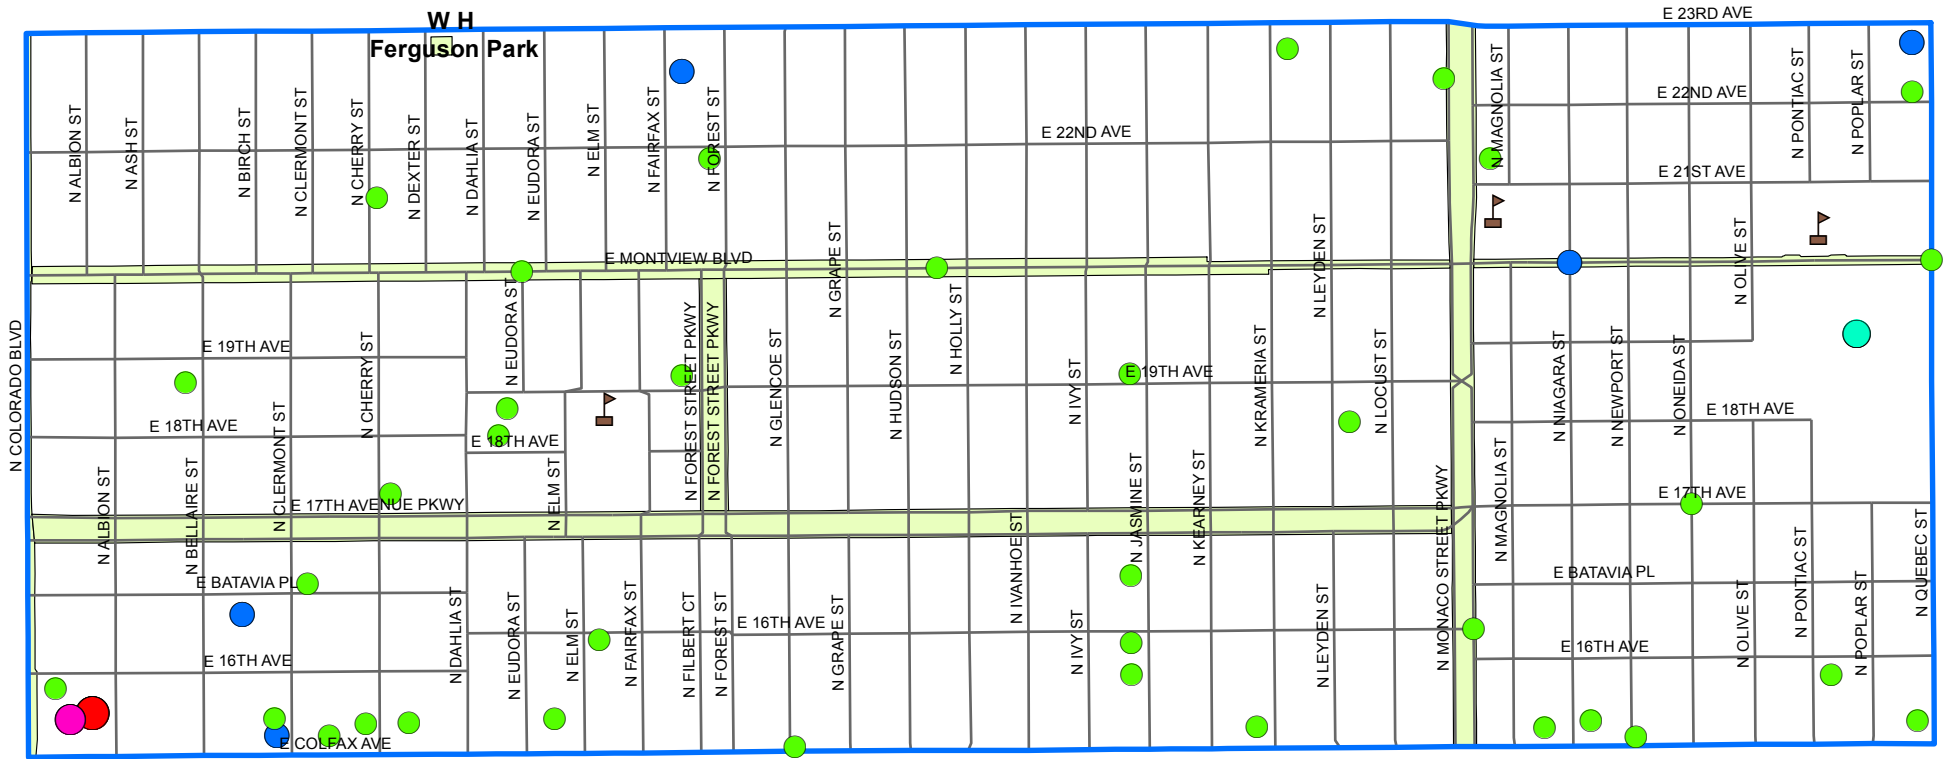 W H
Ferguson Park
E 23RD AVE
N ALBION ST
N ASH ST
N BIRCH ST
N CLERMONT ST
N CHERRY ST
N DEXTER ST
N DAHLIA ST
N EUDORA ST
N ELM ST
N FAIRFAX ST
N FOREST ST
E 22ND AVE
N MAGNOLIA ST
E 22ND AVE
N PONTIAC ST
N POPLAR ST
E 21ST AVE
E MONTVIEW BLVD
N GRAPE ST
N LEYDEN ST
N OLIVE ST
N COLORADO BLVD
E 19TH AVE
N CHERRY ST
N EUDORA ST
N FOREST STREET PKWY
N FOREST STREET PKWY
N GLENCOE ST
N HUDSON ST
N HOLLY ST
N IVY ST
E 19TH AVE
N KRAMERIA ST
N LOCUST ST
N NIAGARA ST
N NEWPORT ST
N ONEIDA ST
E 18TH AVE
E 18TH AVE
E 18TH AVE
E 17TH AVENUE PKWY
E 17TH AVE
N ALBION ST
N BELLAIRE ST
N CLERMONT ST
N ELM ST
N JASMINE ST
N KEARNEY ST
N MONACO STREET PKWY
N MAGNOLIA ST
E BATAVIA PL
E BATAVIA PL
N DAHLIA ST
N EUDORA ST
N ELM ST
N FAIRFAX ST
N FILBERT CT
N FOREST ST
E 16TH AVE
N GRAPE ST
N IVANHOE ST
N IVY ST
N LEYDEN ST
E 16TH AVE
N OLIVE ST
N PONTIAC ST
N POPLAR ST
N QUEBEC ST
E 16TH AVE
E COLFAX AVE